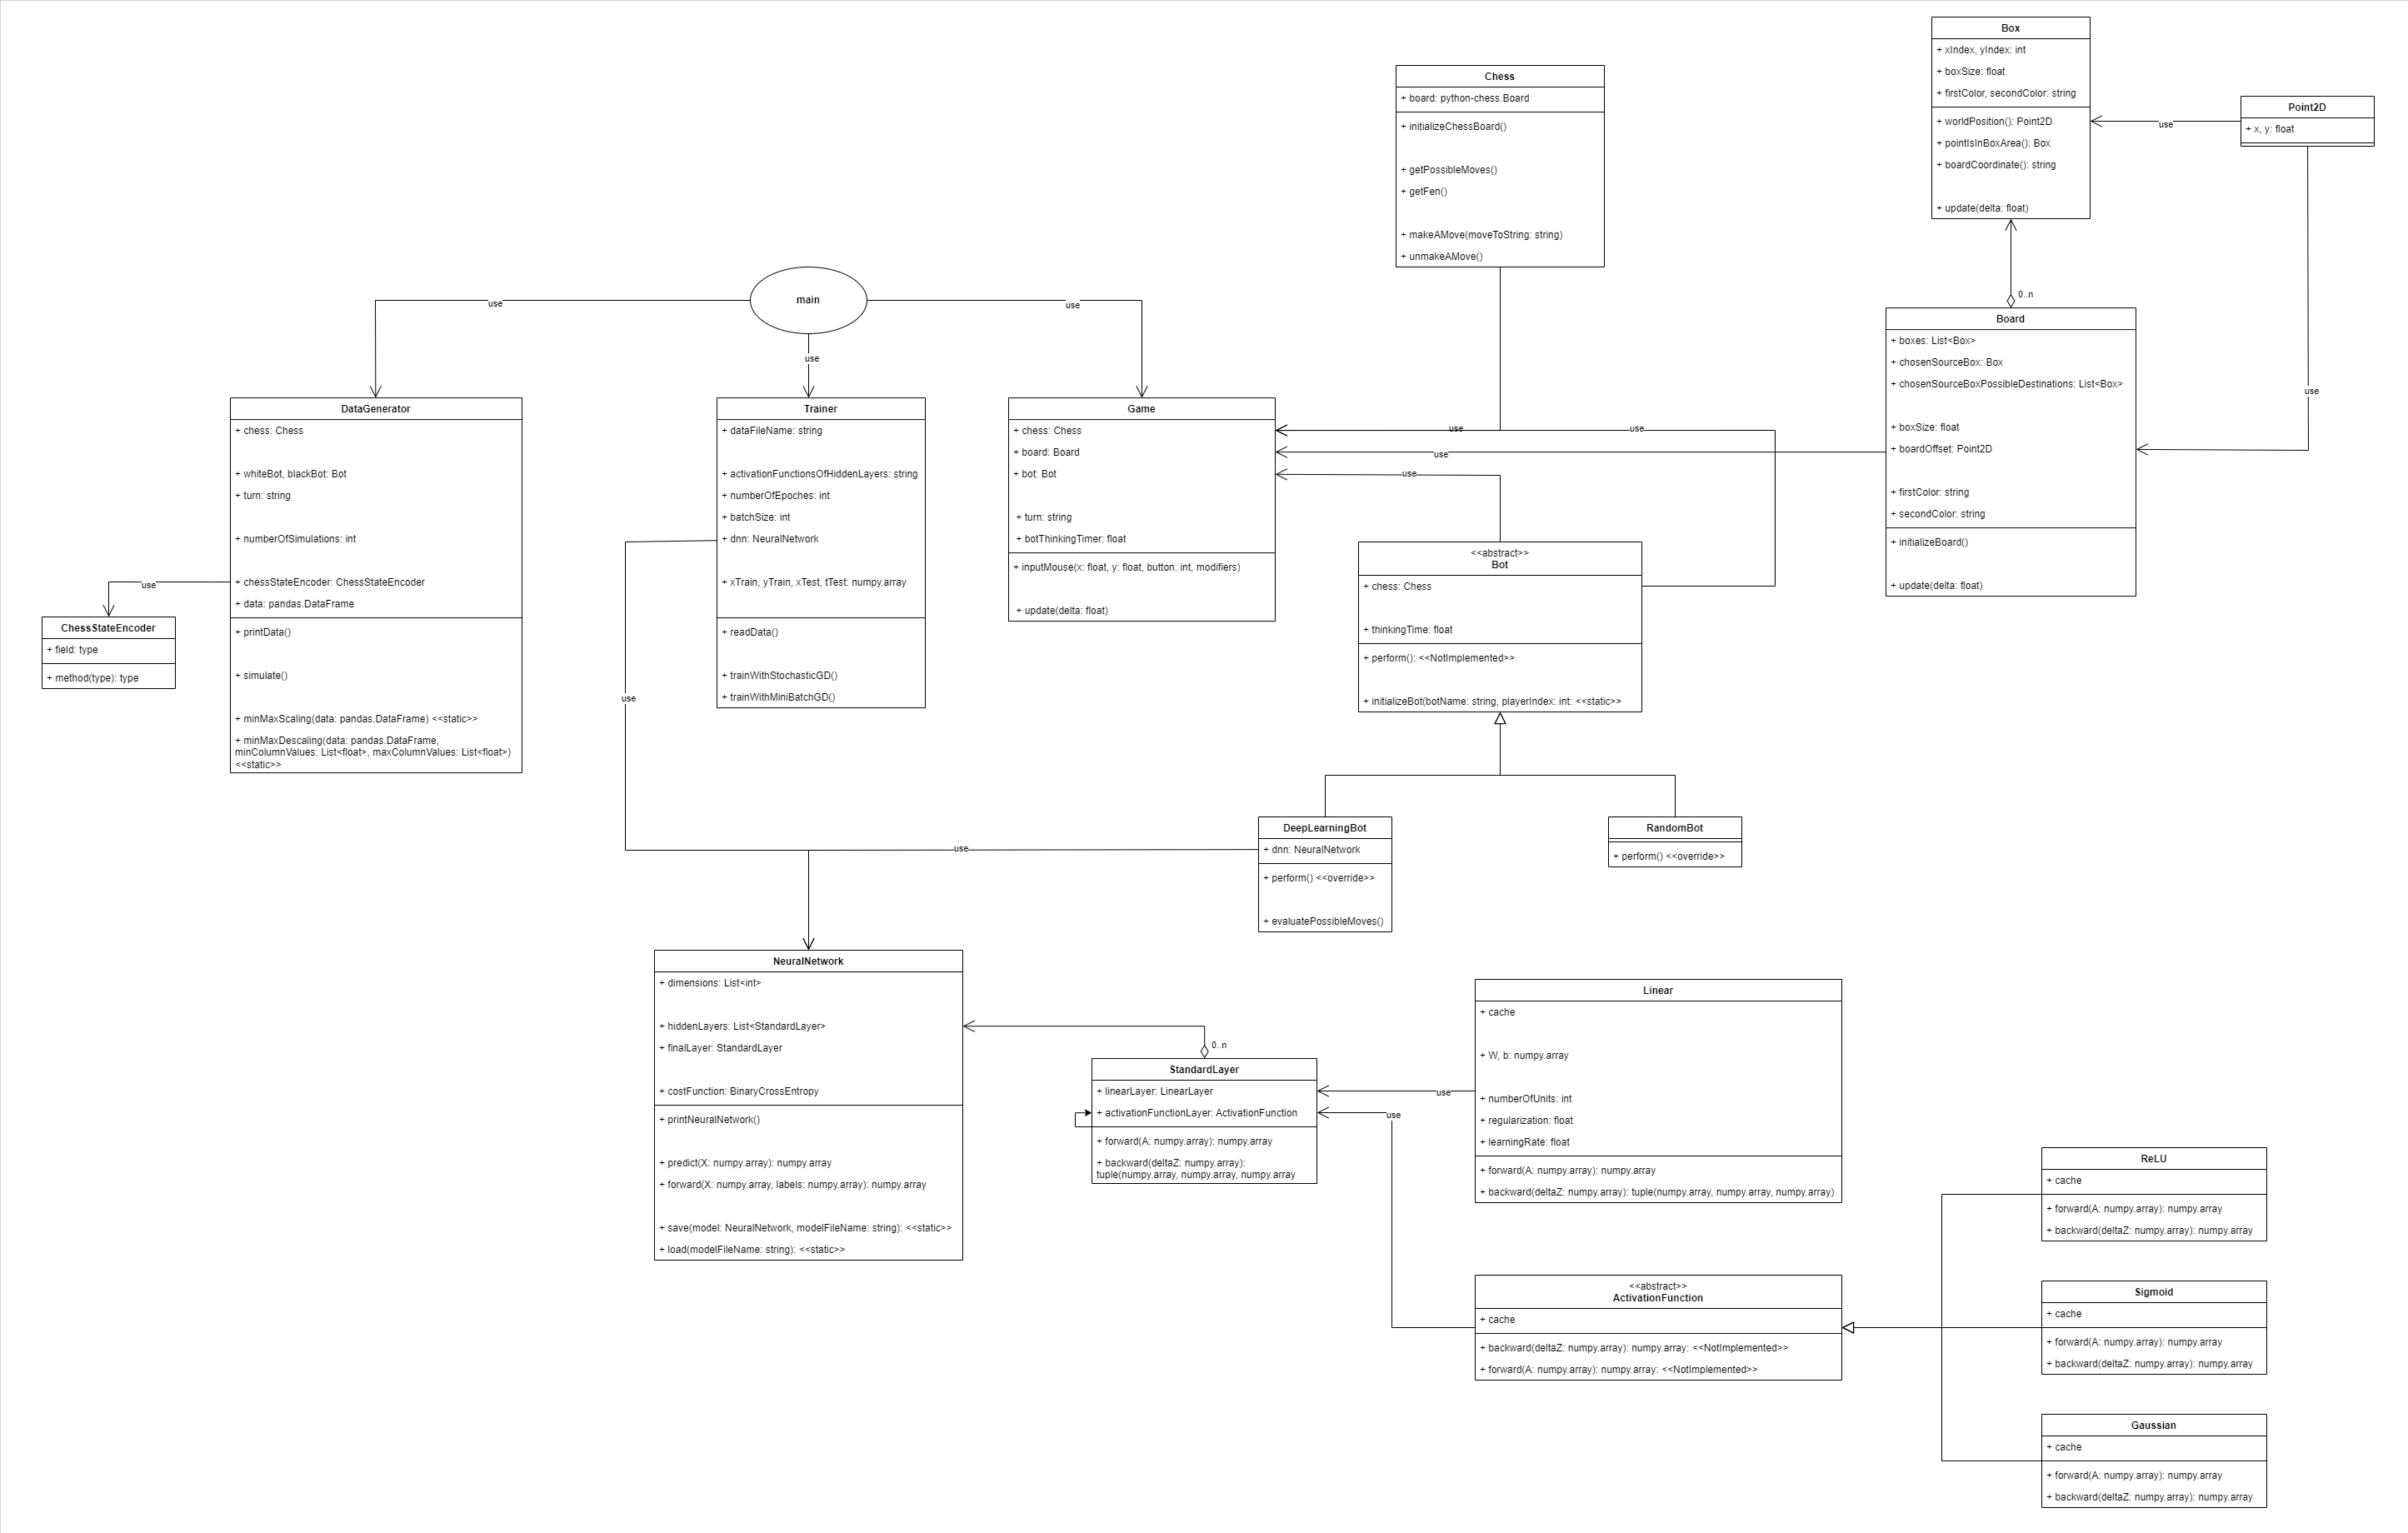 Box
+ xIndex, yIndex: int
+ boxSize: float
+ firstColor, secondColor: string
+ worldPosition(): Point2D
+ pointIsInBoxArea(): Box
+ boardCoordinate(): string
+ update(delta: float)
use
Point2D
+ x, y: float
use
Chess
+ board: python-chess.Board
+ initializeChessBoard()
+ getPossibleMoves()
+ getFen()
+ makeAMove(moveToString: string)
+ unmakeAMove()
0..n
Board
+ boxes: List<Box>
+ chosenSourceBox: Box
+ chosenSourceBoxPossibleDestinations: List<Box>
+ boxSize: float
+ boardOffset: Point2D
+ firstColor: string
+ secondColor: string
+ initializeBoard()
+ update(delta: float)
main
use
use
use
DataGenerator
+ chess: Chess
+ whiteBot, blackBot: Bot
+ turn: string
+ numberOfSimulations: int
+ chessStateEncoder: ChessStateEncoder
+ data: pandas.DataFrame
+ printData()
+ simulate()
+ minMaxScaling(data: pandas.DataFrame) <<static>>
+ minMaxDescaling(data: pandas.DataFrame,
minColumnValues: List<float>, maxColumnValues: List<float>)
<<static>>
use
ChessStateEncoder
+ field: type
+ method(type): type
Trainer
+ dataFileName: string
+ activationFunctionsOfHiddenLayers: string
+ numberOfEpoches: int
+ batchSize: int
+ dnn: NeuralNetwork
+ xTrain, yTrain, xTest, tTest: numpy.array
+ readData()
+ trainWithStochasticGD()
+ trainWithMiniBatchGD()
use
Game
+ chess: Chess
+ board: Board
+ bot: Bot
+ turn: string
+ botThinkingTimer: float
+ inputMouse(x: float, y: float, button: int, modifiers)
+ update(delta: float)
use
use
use
use
<<abstract>>
Bot
+ chess: Chess
+ thinkingTime: float
+ perform(): <<NotImplemented>>
+ initializeBot(botName: string, playerIndex: int: <<static>>
DeepLearningBot
+ dnn: NeuralNetwork
+ perform() <<override>>
+ evaluatePossibleMoves()
RandomBot
+ perform() <<override>>
use
NeuralNetwork
+ dimensions: List<int>
+ hiddenLayers: List<StandardLayer>
+ finalLayer: StandardLayer
+ costFunction: BinaryCrossEntropy
+ printNeuralNetwork()
+ predict(X: numpy.array): numpy.array
+ forward(X: numpy.array, labels: numpy.array): numpy.array
+ save(model: NeuralNetwork, modelFileName: string): <<static>>
+ load(modelFileName: string): <<static>>
0..n
StandardLayer
+ linearLayer: LinearLayer
+ activationFunctionLayer: ActivationFunction
+ forward(A: numpy.array): numpy.array
+ backward(deltaZ: numpy.array):
tuple(numpy.array, numpy.array, numpy.array
use
use
Linear
+ cache
+ W, b: numpy.array
+ numberOfUnits: int
+ regularization: float
+ learningRate: float
+ forward(A: numpy.array): numpy.array
+ backward(deltaZ: numpy.array): tuple(numpy.array, numpy.array, numpy.array)
<<abstract>>
ActivationFunction
+ cache
+ backward(deltaZ: numpy.array): numpy.array: <<NotImplemented>>
+ forward(A: numpy.array): numpy.array: <<NotImplemented>>
ReLU
+ cache
+ forward(A: numpy.array): numpy.array
+ backward(deltaZ: numpy.array): numpy.array
Sigmoid
+ cache
+ forward(A: numpy.array): numpy.array
+ backward(deltaZ: numpy.array): numpy.array
Gaussian
+ cache
+ forward(A: numpy.array): numpy.array
+ backward(deltaZ: numpy.array): numpy.array